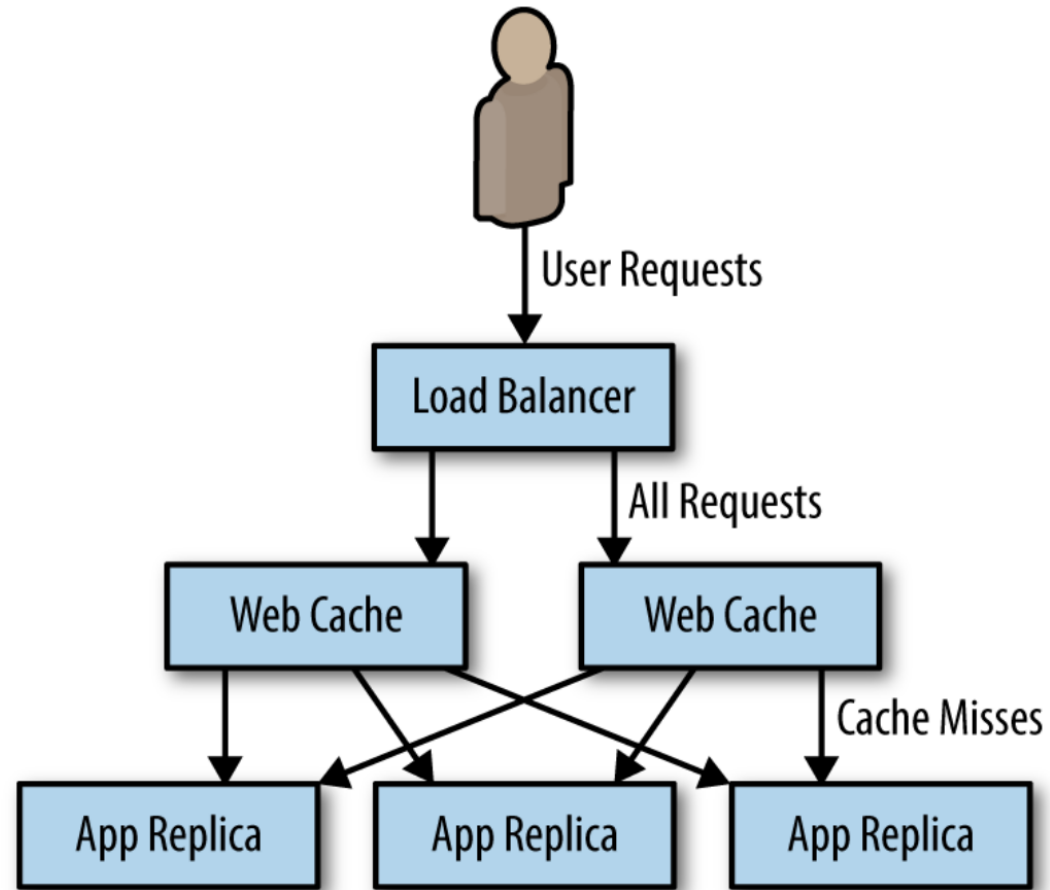 User Requests
Load Balancer
All Requests
Web Cache
Web Cache
Cache Misses
App Replica
App Replica
App Replica